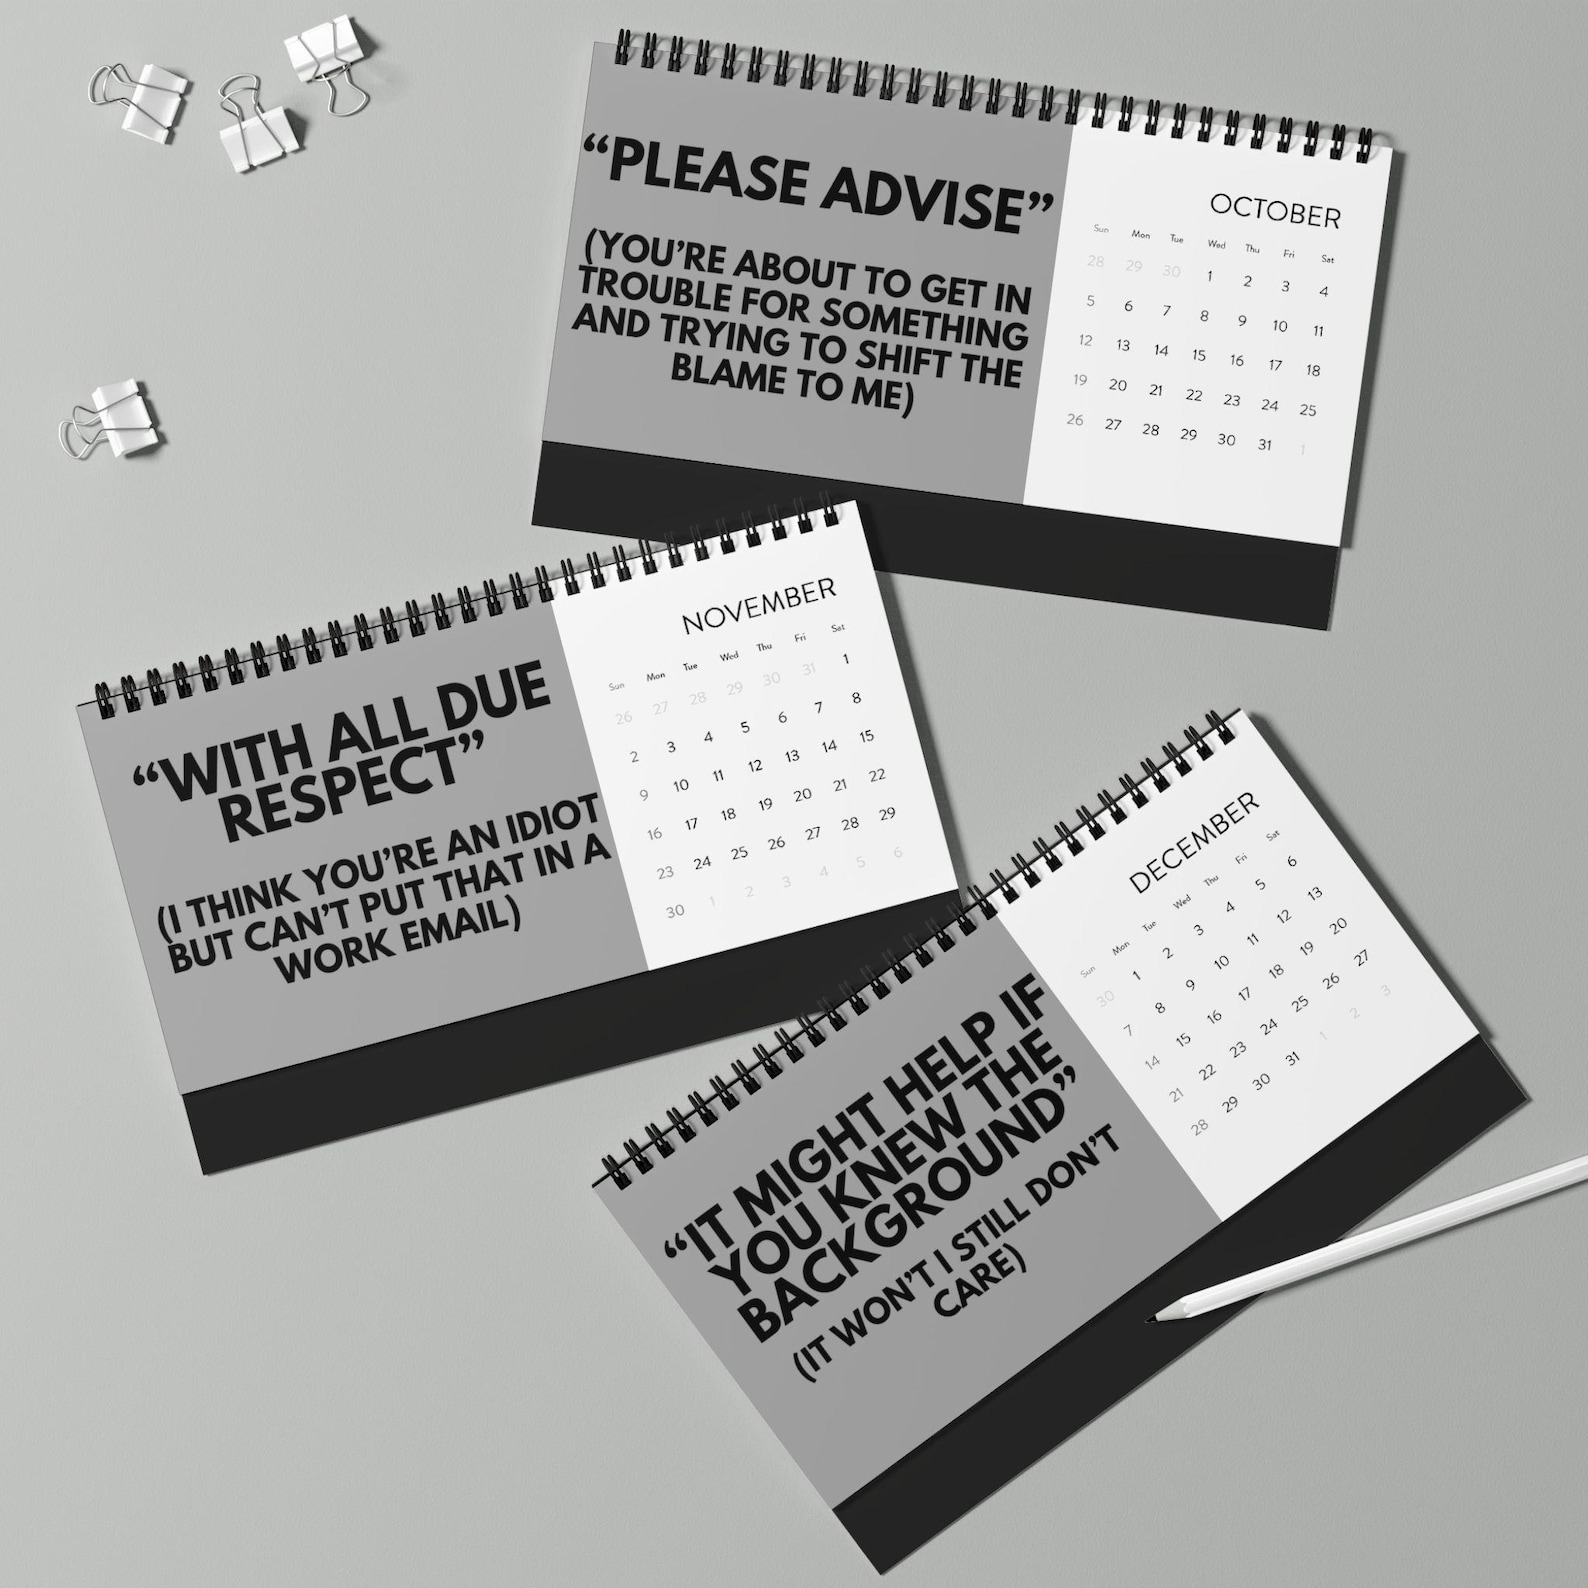 “PLEASE ADVISE”
(YOU’RE ABOUT TO GET IN
TROUBLE FOR SOMETHING
AND TRYING TO SHIFT THE
BLAME TO ME)
OCTOBER
Sun Mon Tue Wed Thu Fri Sat
28 29 30 1 2 3 4
5 6 7 8 9 10 11
12 13 14 15 16 17 18
19 20 21 22 23 24 25
26 27 28 29 30 31 1
“WITH ALL DUE
RESPECT”
(I THINK YOU’RE AN IDIOT
BUT CAN’T PUT THAT IN A
WORK EMAIL)
NOVEMBER
Sun Mon Tue Wed Thu Fri Sat
26 27 28 29 30 31 1
2 3 4 5 6 7 8
9 10 11 12 13 14 15
16 17 18 19 20 21 22
23 24 25 26 27 28 29
30 1 2 3 4 5 6
“IT MIGHT HELP IF
YOU KNEW THE
BACKGROUND”
(IT WON’T I STILL DON’T
CARE)
DECEMBER
Sun Mon Tue Wed Thu Fri Sat
30 1 2 3 4 5 6
7 8 9 10 11 12 13
14 15 16 17 18 19 20
21 22 23 24 25 26 27
28 29 30 31 1 2 3